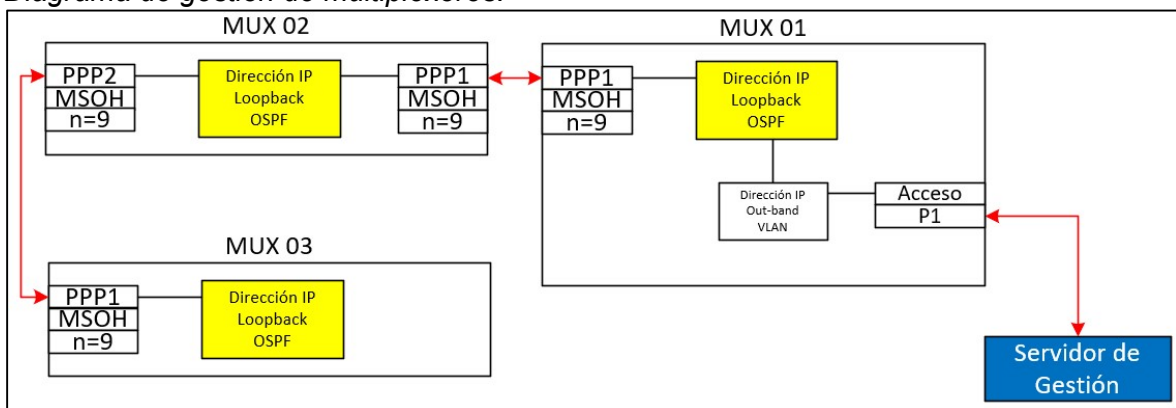 Diagrama de gestión de multiplexores.
MUX 02
PPP2
MSOH
n=9
Dirección IP
Loopback
OSPF
PPP1
MSOH
n=9
MUX 01
PPP1
MSOH
n=9
Dirección IP
Loopback
OSPF
Dirección IP
Out-band
VLAN
Acceso
P1
MUX 03
PPP1
MSOH
n=9
Dirección IP
Loopback
OSPF
Servidor de
Gestión